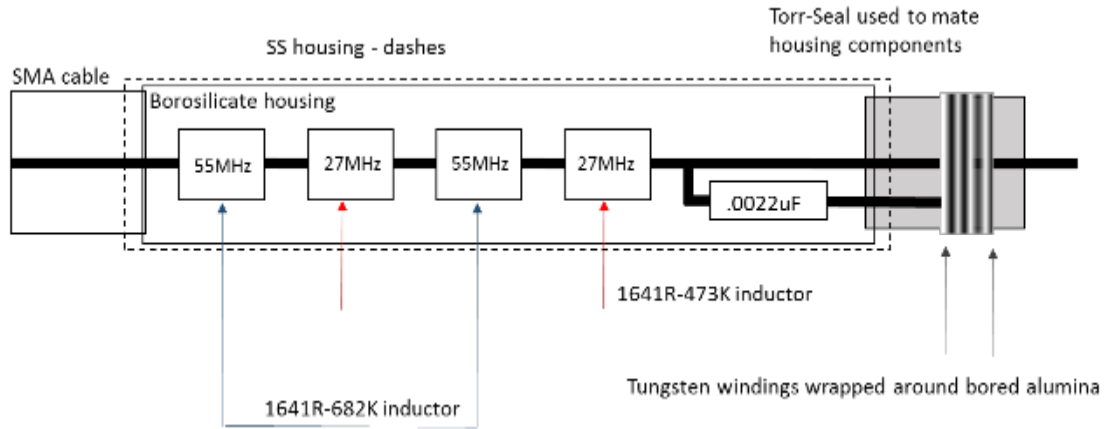 Torr-Seal used to mate
housing components
SS housing - dashes
SMA cable
Borosilicate housing
55MHz
27MHz
55MHz
27MHz
.0022uF
1641R-473K inductor
Tungsten windings wrapped around bored alumina
1641R-682K inductor